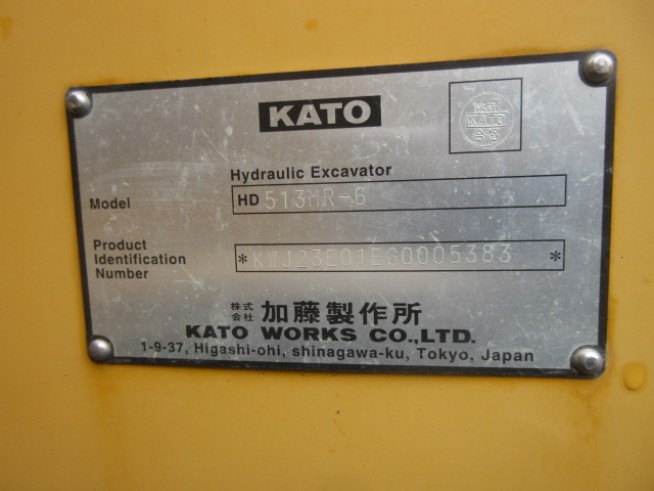 KATO
KATO
Hydraulic Excavator
Model HD 513MR-6
Product
Identification
Number
*KWJ23E01EG0005383 *
株式会社 加藤製作所
KATO WORKS CO.,LTD.
1-9-37, Higashi-ohi, shinagawa-ku, Tokyo, Japan